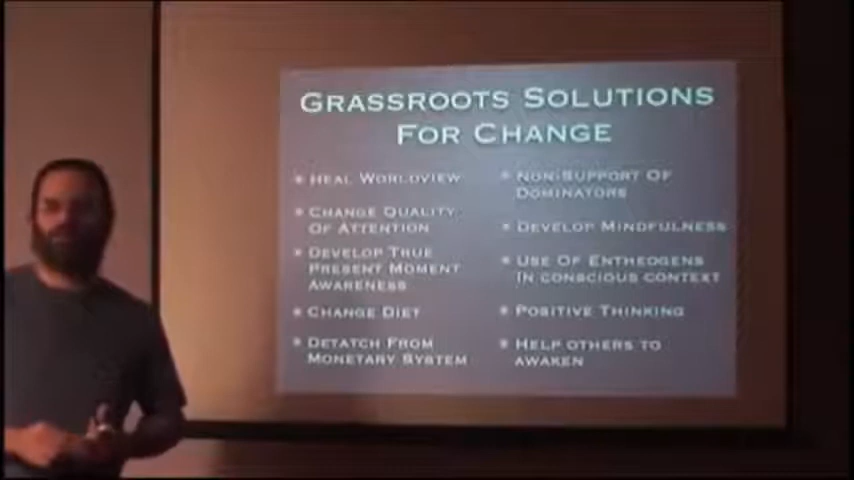 Grassroots Solutions
For Change
• Heal Worldview
• Change Quality
Of Attention
• Develop True
Present Moment
Awareness
• Change Diet
• Detatch From
Monetary System
• Non-Support Of
Dominators
• Develop Mindfulness
• Use Of Entheogens
In conscious context
• Positive Thinking
• Help Others to
awaken